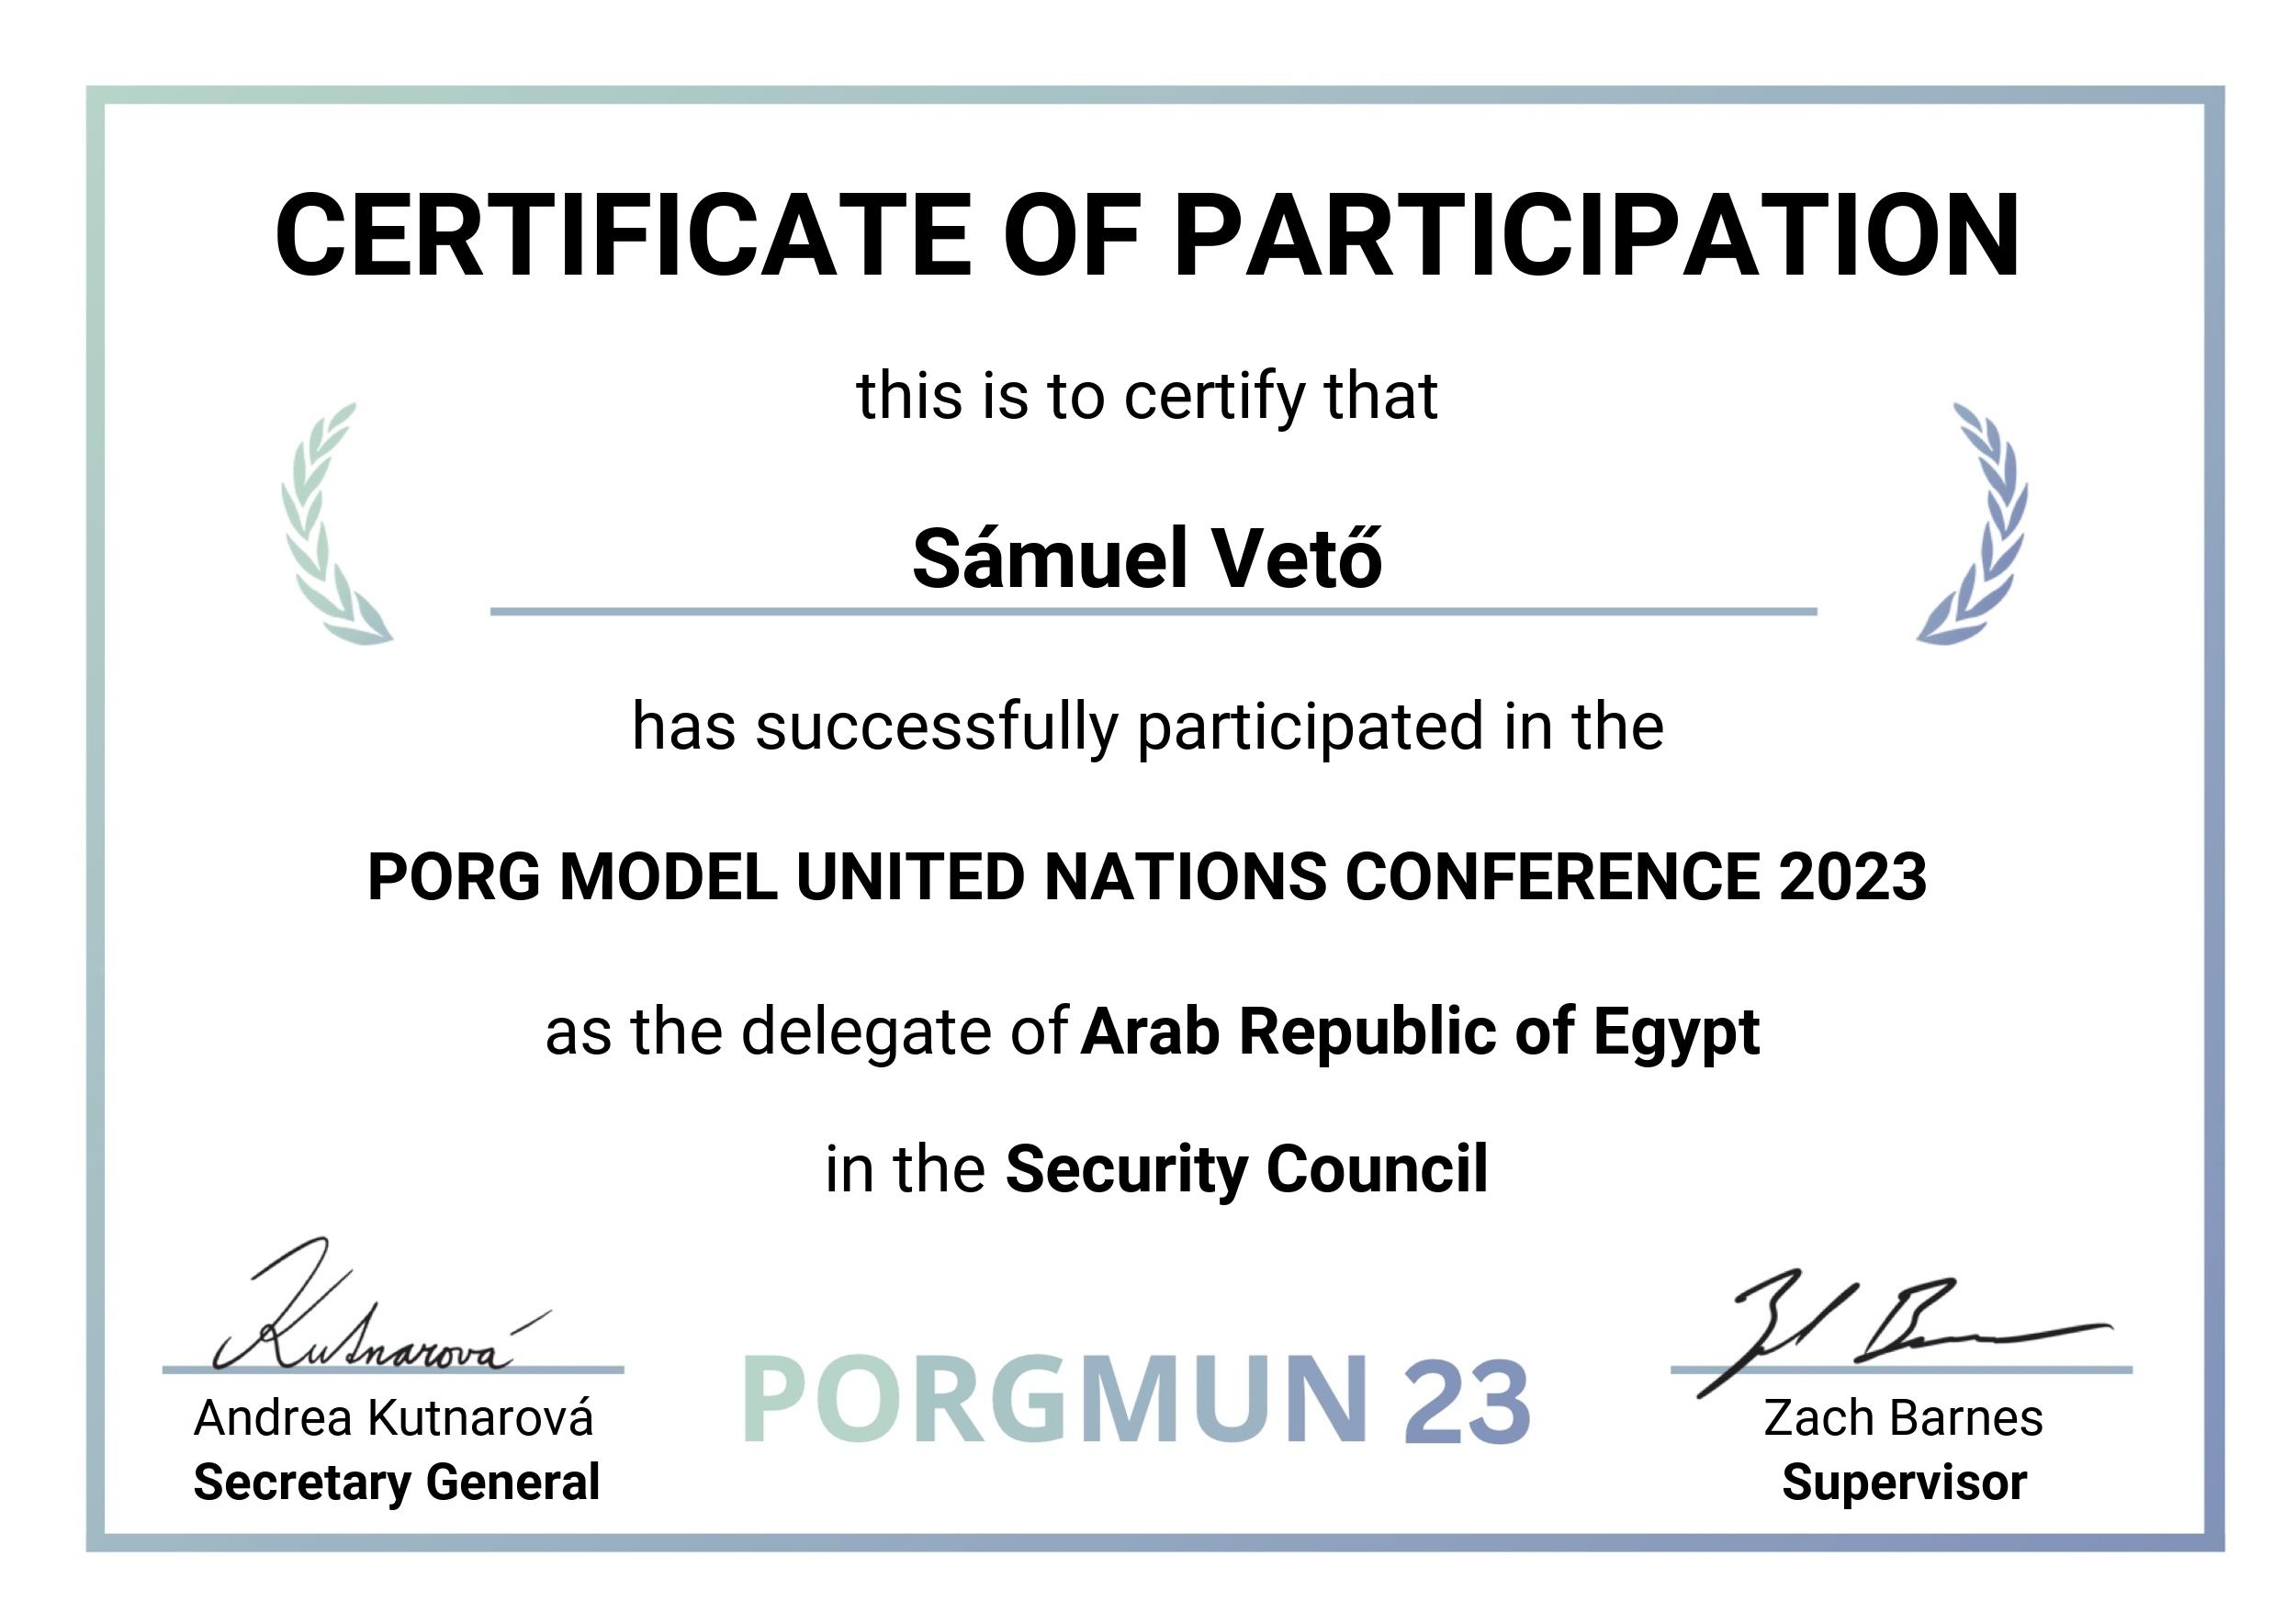 CERTIFICATE OF PARTICIPATION
this is to certify that
Sámuel Vető
has successfully participated in the
PORG MODEL UNITED NATIONS CONFERENCE 2023
as the delegate of Arab Republic of Egypt
in the Security Council
Kutnarová
Andrea Kutnarová
Secretary General
PORGMUN 23
Zach Barnes
Supervisor